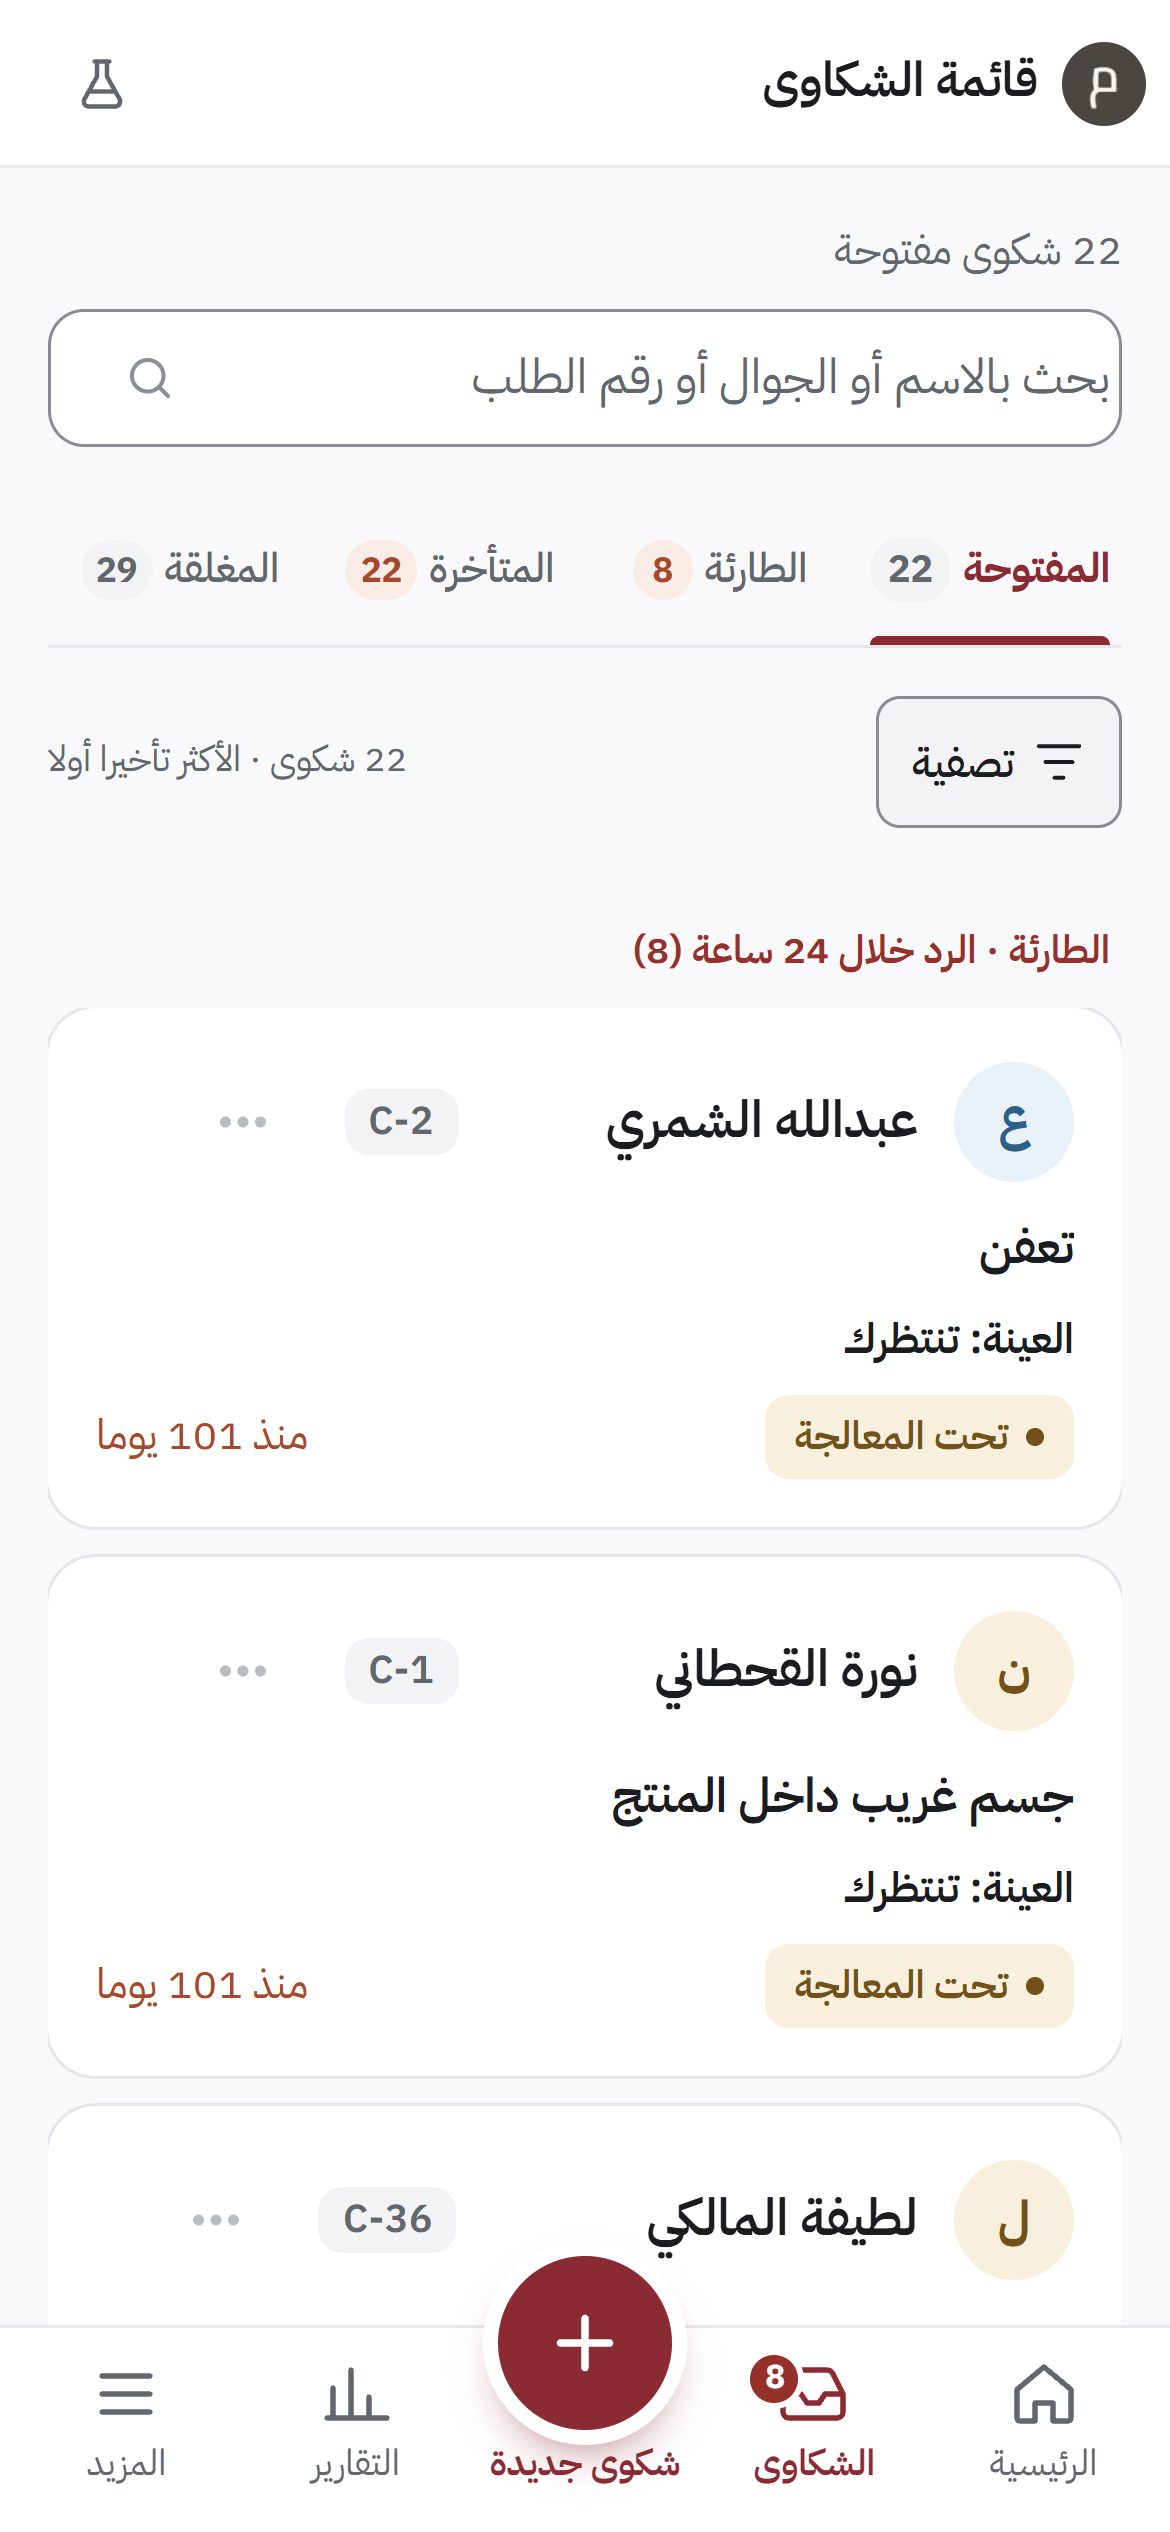 م قائمة الشكاوى
22 شكوى مفتوحة
بحث بالاسم أو الجوال أو رقم الطلب
المفتوحة 22 الطارئة 8 المتأخرة 22 المغلقة 29
تصفية 22 شكوى · الأكثر تأخيرا أولا
الطارئة · الرد خلال 24 ساعة (8)
ع عبدالله الشمري C-2
تعفن
العينة: تنتظرك
تحت المعالجة منذ 101 يوما
ن نورة القحطاني C-1
جسم غريب داخل المنتج
العينة: تنتظرك
تحت المعالجة منذ 101 يوما
ل لطيفة المالكي C-36
8
الرئيسية الشكاوى شكوى جديدة التقارير المزيد